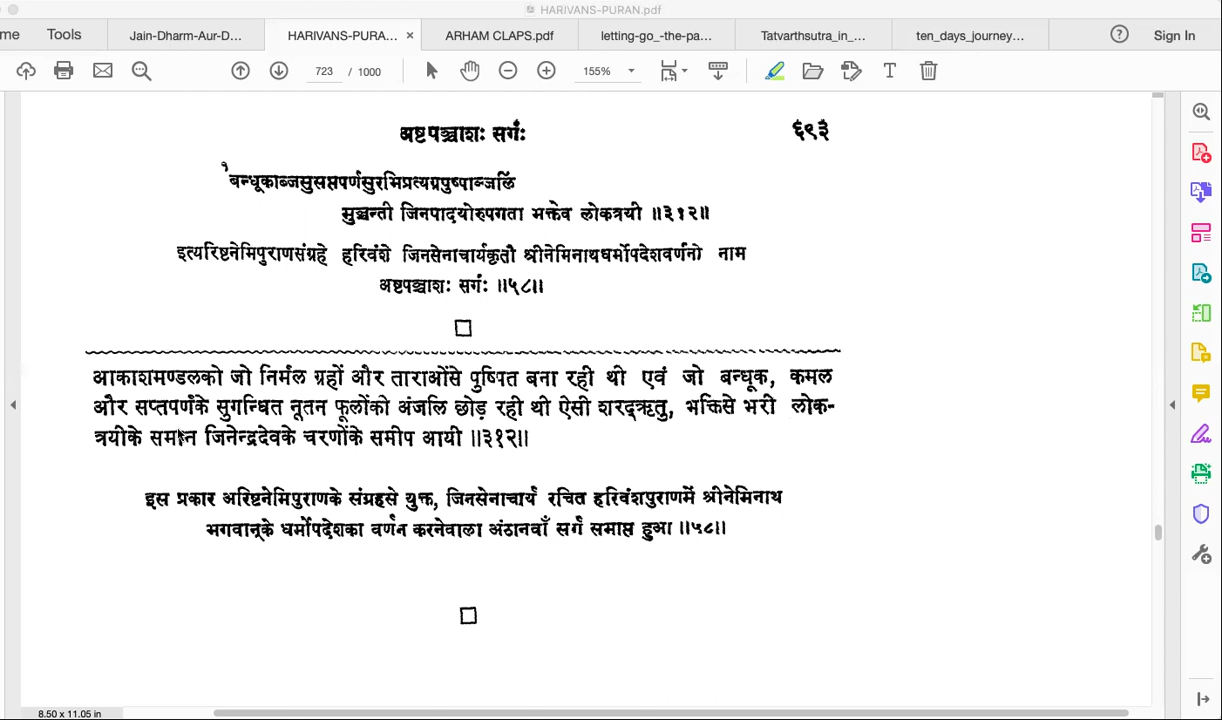 HARIVANS-PURAN.pdf
me Tools Jain-Dharm-Aur-D... HARIVANS-PURA... × ARHAM CLAPS.pdf letting-go_-the-pa... Tatvarthsutra_in_... ten_days_journey... Sign In
723 / 1000 155%
अष्टपञ्चाशः सर्गः ६९३
१बन्धूकाब्जसुसप्तपर्णसुरभिप्रत्यग्रपुष्पाञ्जलिं
मुञ्चन्ती जिनपादयोरुपगता भक्तेव लोकत्रयी ॥३१२॥
इत्यरिष्टनेमिपुराणसंग्रहे हरिवंशे जिनसेनाचार्यकृतौ श्रीनेमिनाथधर्मोपदेशवर्णनो नाम
अष्टपञ्चाशः सर्गः ॥५८॥
आकाशमण्डलको जो निर्मल ग्रहों और ताराओंसे पुष्पित बना रही थी एवं जो बन्धूक, कमल
और सप्तपर्णके सुगन्धित नूतन फूलोंको अंजलि छोड़ रही थी ऐसी शरद्ऋतु, भक्तिसे भरी लोक-
त्रयीके समान जिनेन्द्रदेवके चरणोंके समीप आयी ॥३१२॥
इस प्रकार अरिष्टनेमिपुराणके संग्रहसे युक्त, जिनसेनाचार्य रचित हरिवंशपुराणमें श्रीनेमिनाथ
भगवान्के धर्मोपदेशका वर्णन करनेवाला अंठानवाँ सर्ग समाप्त हुआ ॥५८॥
8.50 x 11.05 in